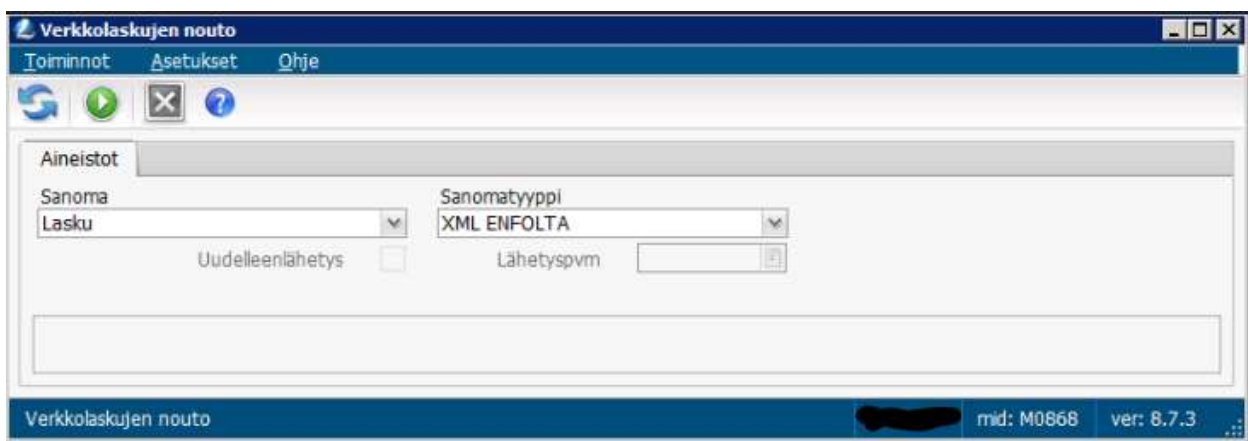 Verkkolaskujen nouto
Toiminnot Asetukset Ohje
Aineistot
Sanoma Sanomatyyppi
Lasku XML ENFOLTA
Uudelleenlähetys Lähetyspvm
Verkkolaskujen nouto mid: M0868 ver: 8.7.3